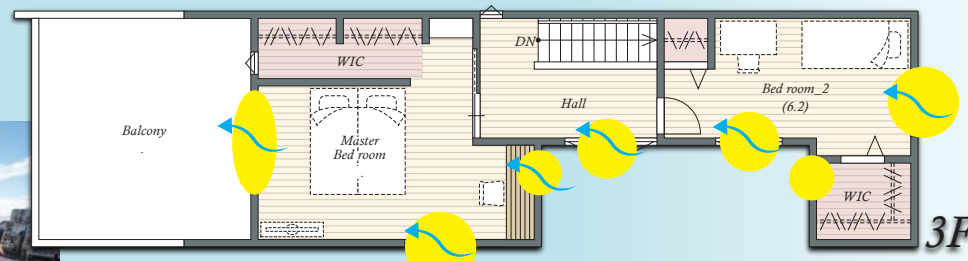 WIC
DN
Hall
Bed room_2
(6.2)
Balcony
Master
Bed room
WIC
3F